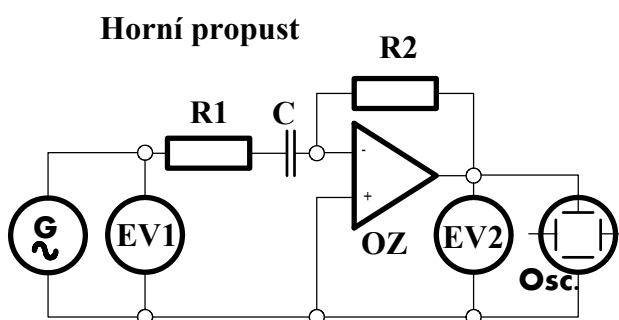 Horní propust
R2
R1
C
-
+
G
EV1
OZ
EV2
Osc.